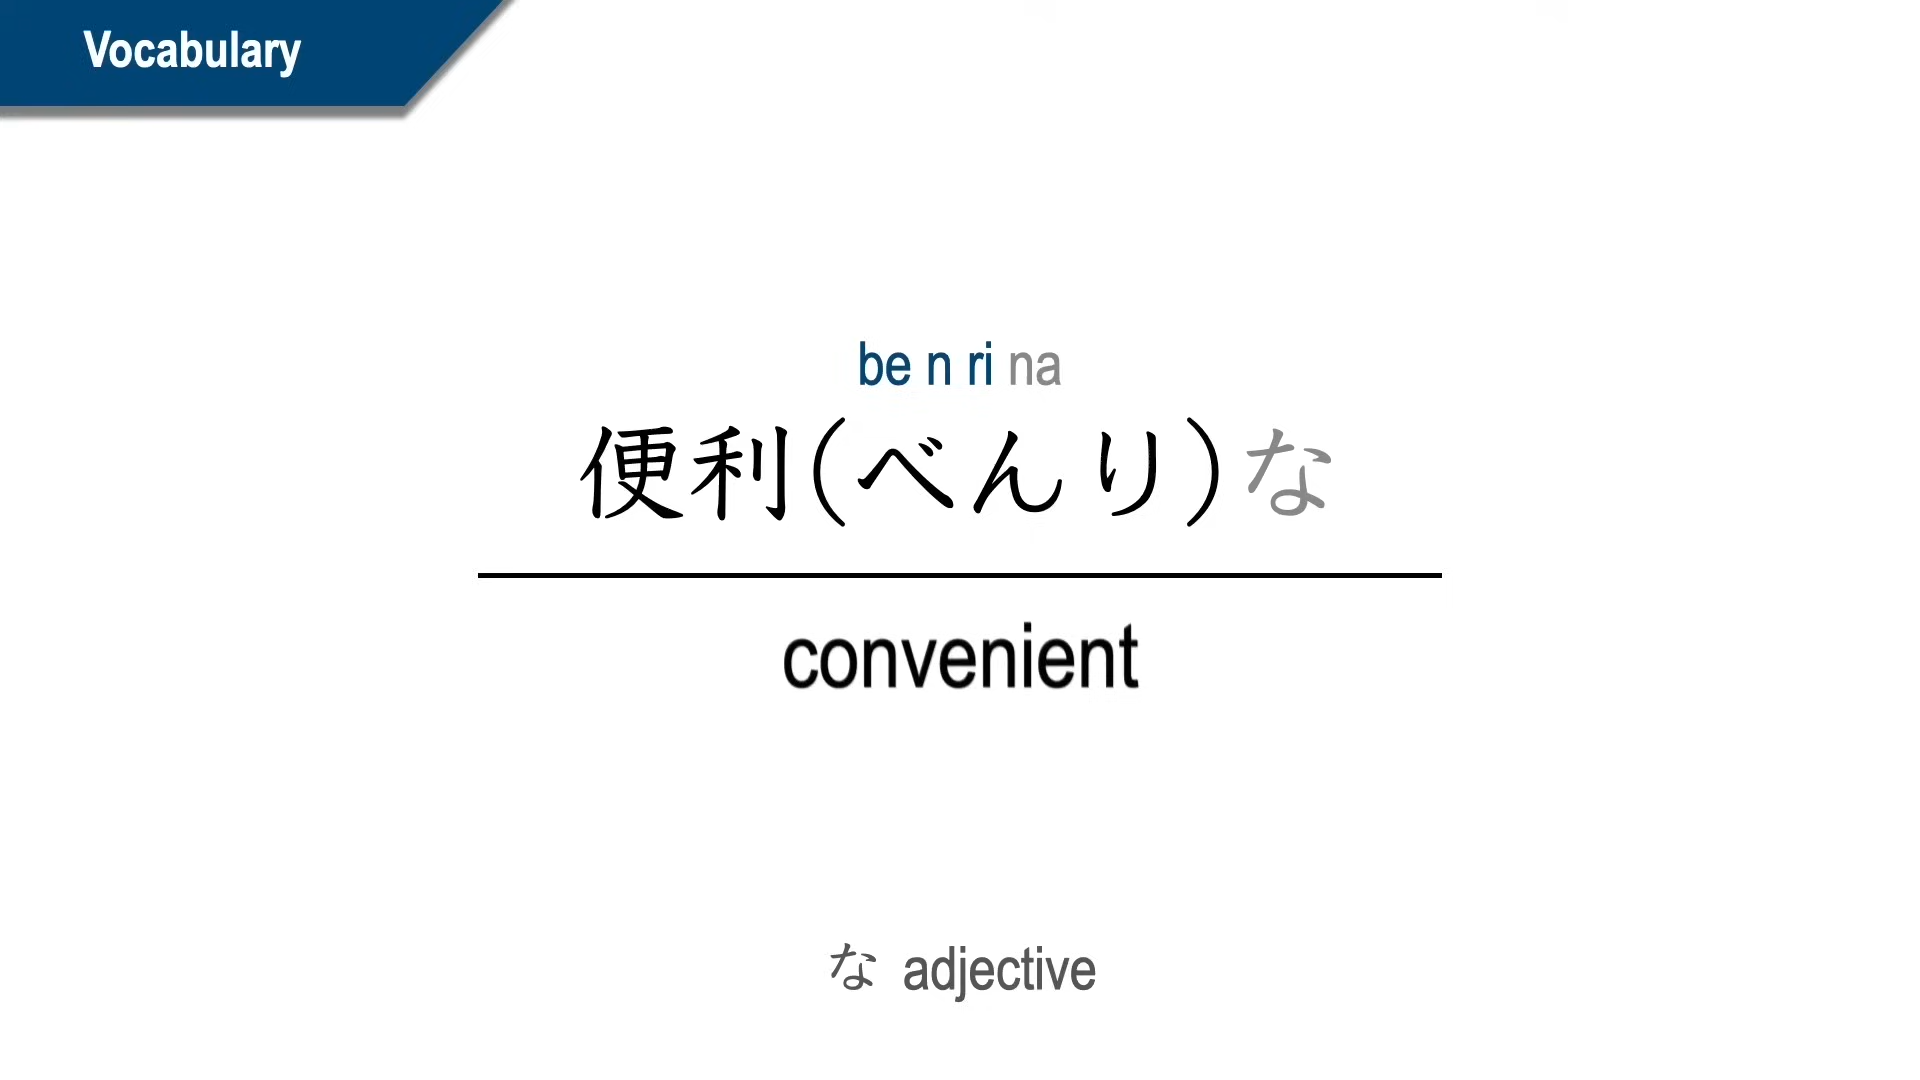 Vocabulary
be n ri na
便利(べんり)な
convenient
な adjective